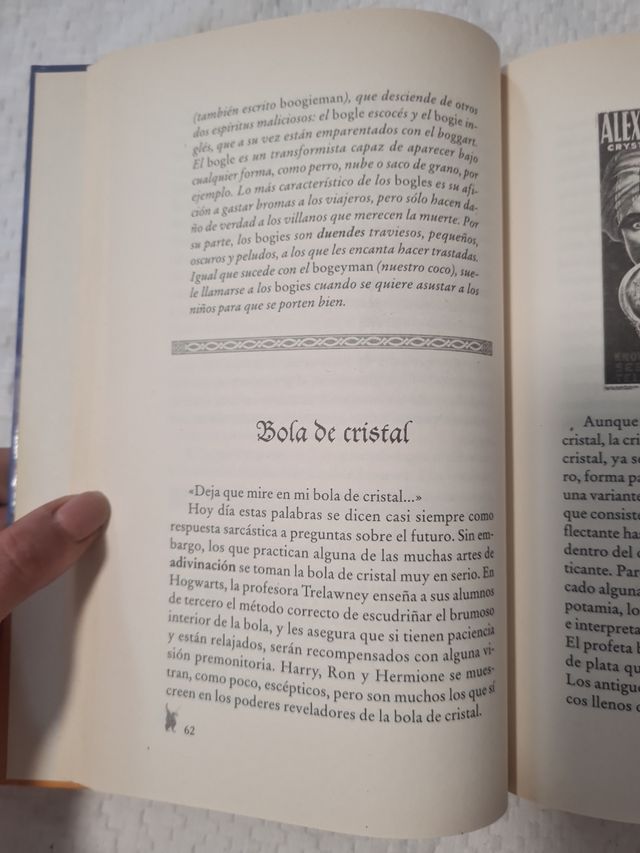 (también escrito boogieman), que desciende de otros
dos espíritus maliciosos: el bogle escocés y el bogie in-
glés, que a su vez están emparentados con el boggart.
El bogle es un transformista capaz de aparecer bajo
cualquier forma, como perro, nube o saco de grano, por
ejemplo. Lo más característico de los bogles es su afi-
ción a gastar bromas a los viajeros, pero sólo hacen da-
ño de verdad a los villanos que merecen la muerte. Por
su parte, los bogies son duendes traviesos, pequeños,
oscuros y peludos, a los que les encanta hacer trastadas.
Igual que sucede con el bogeyman (nuestro coco), sue-
le llamarse a los bogies cuando se quiere asustar a los
niños para que se porten bien.
Bola de cristal
«Deja que mire en mi bola de cristal...»
Hoy día estas palabras se dicen casi siempre como
respuesta sarcástica a preguntas sobre el futuro. Sin em-
bargo, los que practican alguna de las muchas artes de
adivinación se toman la bola de cristal muy en serio. En
Hogwarts, la profesora Trelawney enseña a sus alumnos
de tercero el método correcto de escudriñar el brumoso
interior de la bola, y les asegura que si tienen paciencia
y están relajados, serán recompensados con alguna vi-
sión premonitoria. Harry, Ron y Hermione se mues-
tran, como poco, escépticos, pero son muchos los que sí
creen en los poderes reveladores de la bola de cristal.
62
ALEX
CRYST
Aunque
cristal, la cri
cristal, ya s
ro, forma pa
una variante
que consiste
flectante has
dentro del c
ticante. Par
cado alguna
potamia, lo
e interpreta
El profeta h
de plata qu
Los antigue
cos llenos d